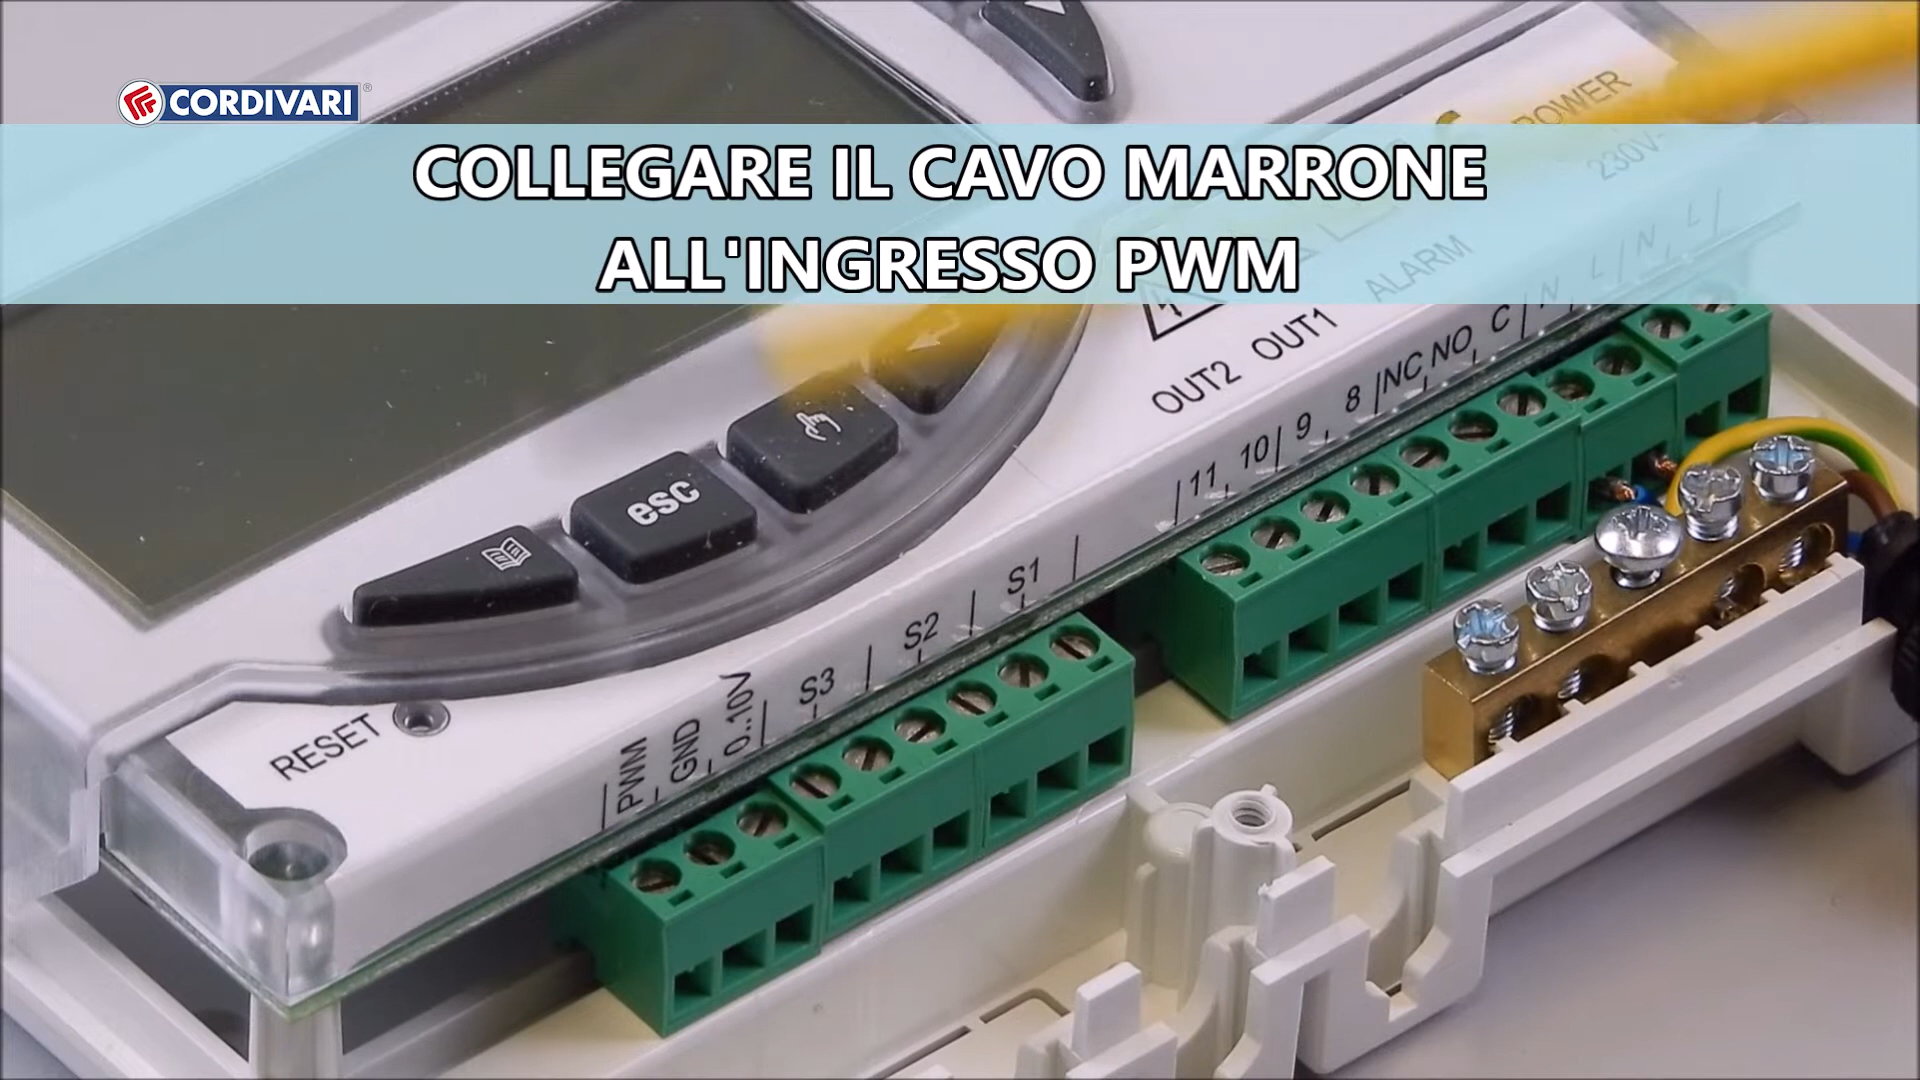 CORDIVARI®
COLLEGARE IL CAVO MARRONE
ALL'INGRESSO PWM
POWER
230V~
ALARM
OUT2 OUT1
11 10 9 8 NC NO C N L N L
esc
S3 S2 S1
RESET
PWM
GND
0..10V